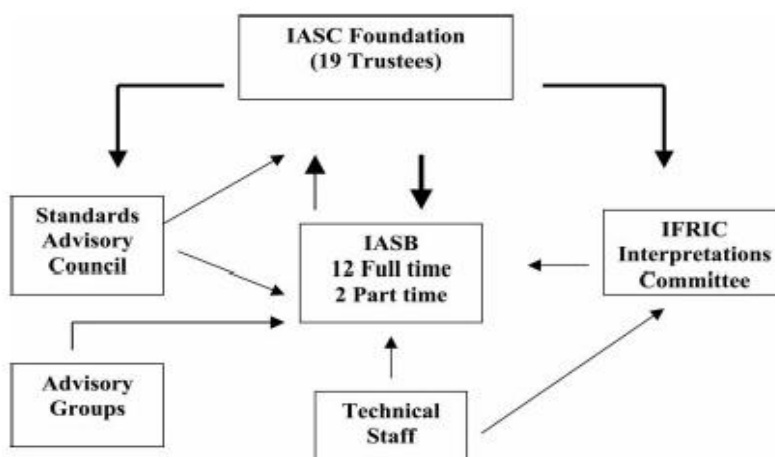 IASC Foundation
(19 Trustees)
Standards
Advisory
Council
IASB
12 Full time
2 Part time
IFRIC
Interpretations
Committee
Advisory
Groups
Technical
Staff